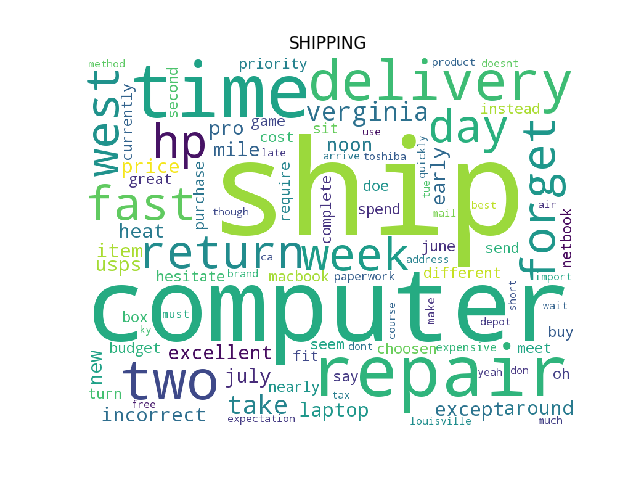 SHIPPING
method
priority
product
doesnt
west
currently
second
time
delivery
hp
pro
game
verginia
day
instead
mile
cost
sit
noon
early
quickly
forget
price
late
use
arrive
toshiba
great
purchase
ship
require
complete
doe
tue
fast
though
spend
mail
best
air
netbook
heat
item
usps
return
week
june
send
ca
address
hesitate
brand
macbook
paperwork
different
import
computer
box
must
ky
course
make
short
depot
wait
buy
new
budget
excellent
seem
dont
fit
choosen
expensive
meet
two
july
nearly
say
repair
yeah
don
oh
turn
free
take
tax
laptop
except
around
incorrect
expectation
louisville
much